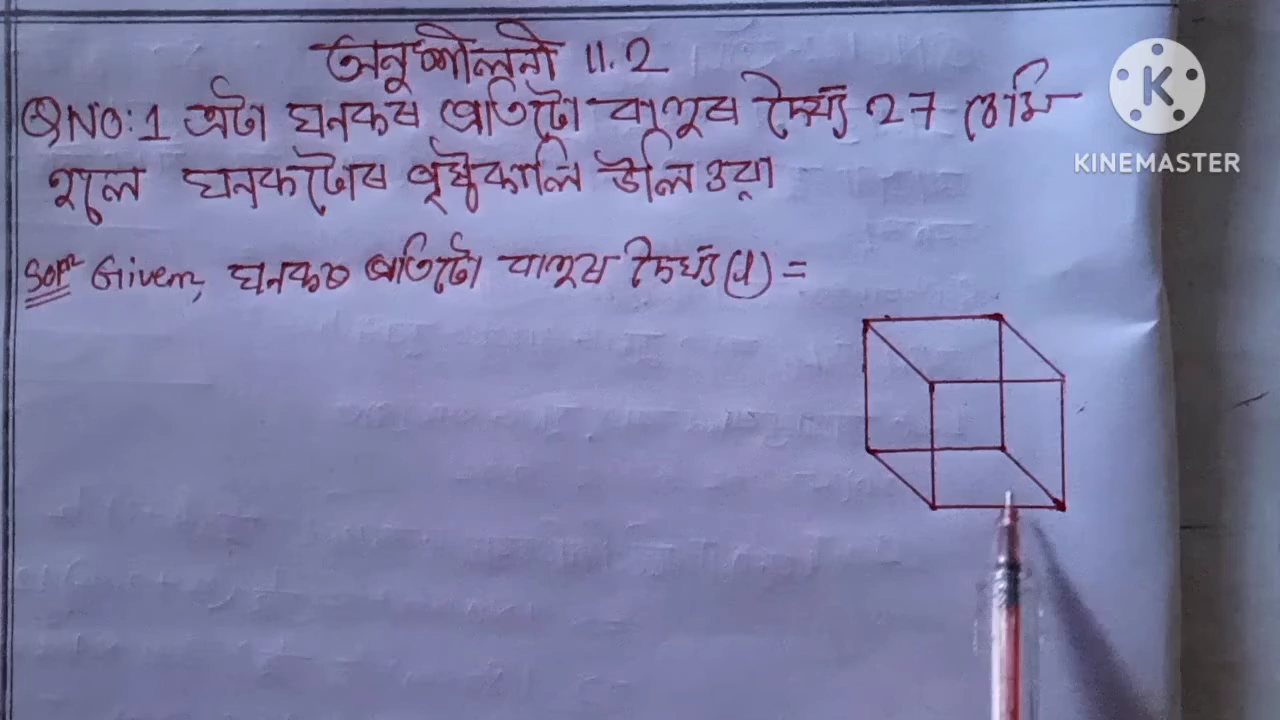 অনুশীলনী 11.2
Q NO:1 এটা ঘনকৰ প্ৰতিটো বাহুৰ দৈৰ্ঘ্য 27 চেমি
হলে ঘনকটোৰ পৃষ্ঠকালি উলিওৱা
Solⁿ Given, ঘনকৰ প্ৰতিটো বাহুৰ দৈৰ্ঘ্য (l) =
K
KINEMASTER